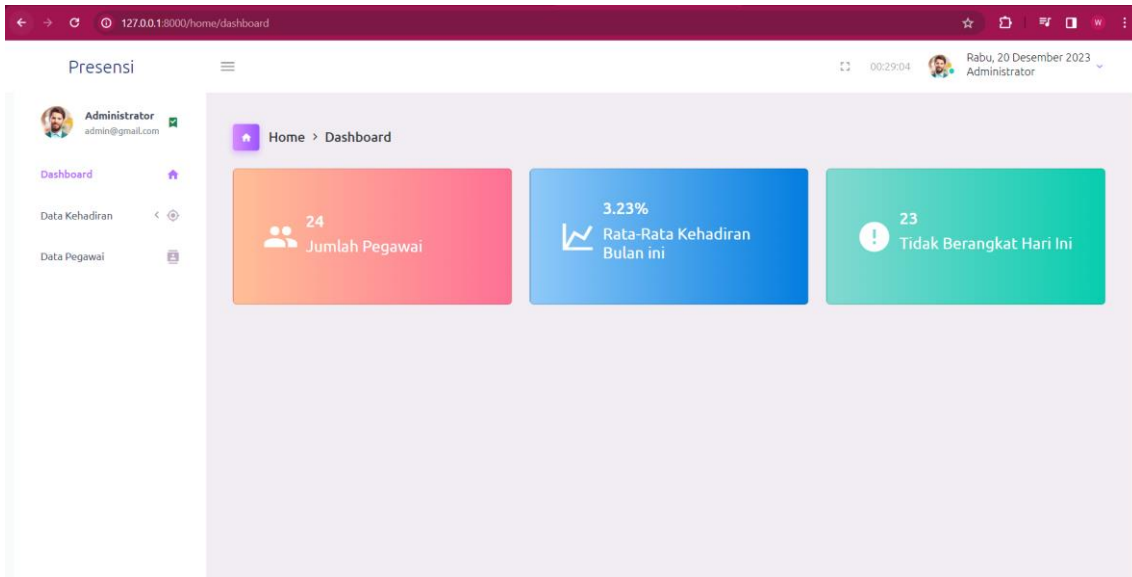 127.0.0.1:8000/home/dashboard
W
Presensi
00:29:04
Rabu, 20 Desember 2023
Administrator
Administrator
admin@gmail.com
Home > Dashboard
Dashboard
Data Kehadiran
Data Pegawai
24
Jumlah Pegawai
3.23%
Rata-Rata Kehadiran
Bulan ini
23
Tidak Berangkat Hari Ini